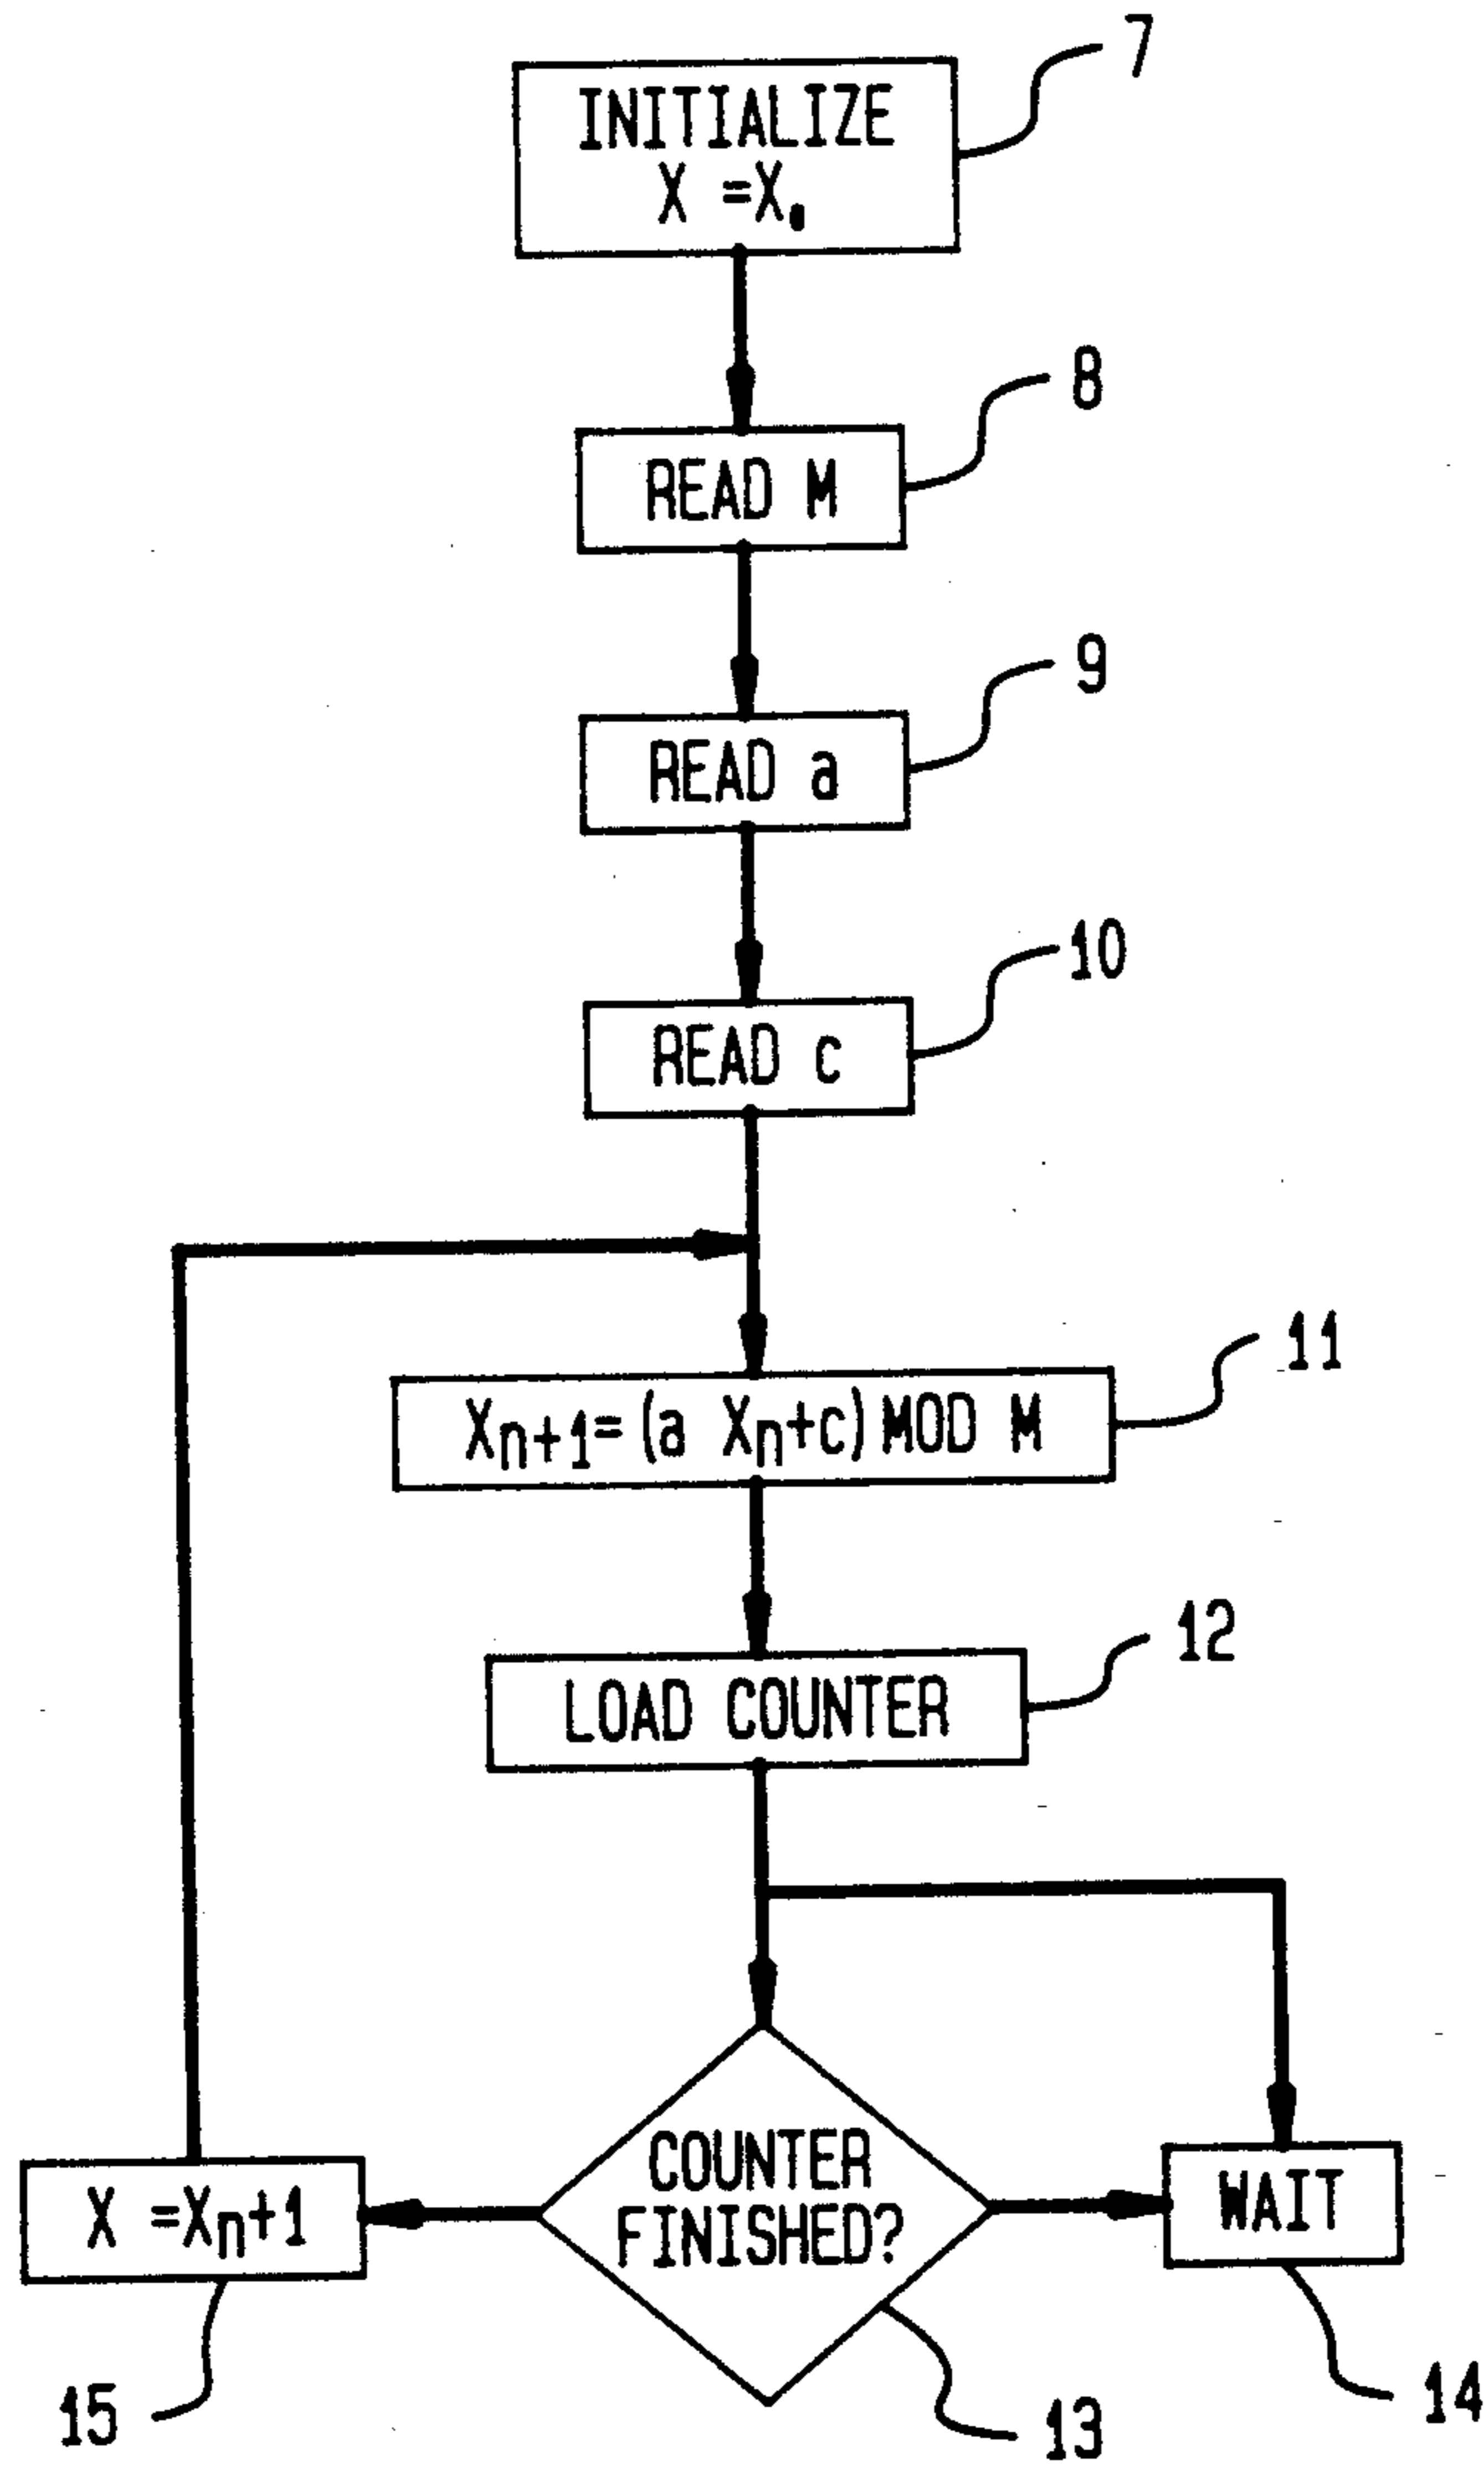 7
INITIALIZE
X =X₀
8
READ M
9
READ a
10
READ c
11
Xn+1=(a Xn+c)MOD M
12
LOAD COUNTER
COUNTER
FINISHED?
WAIT
X =Xn+1
15
13
14